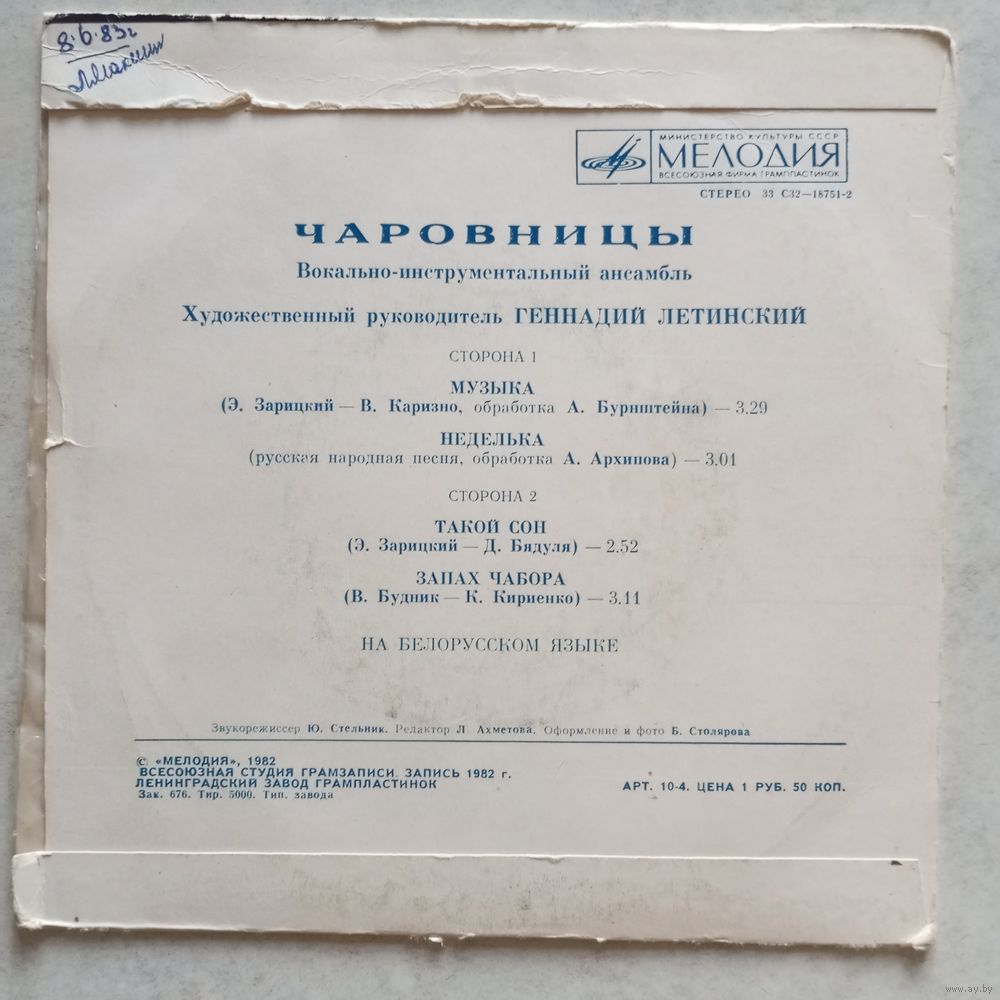 8.6.83г
МИНИСТЕРСТВО КУЛЬТУРЫ СССР
МЕЛОДИЯ
ВСЕСОЮЗНАЯ ФИРМА ГРАМПЛАСТИНОК
СТЕРЕО 33 С32—18751-2
ЧАРОВНИЦЫ
Вокально-инструментальный ансамбль
Художественный руководитель ГЕННАДИЙ ЛЕТИНСКИЙ
СТОРОНА 1
МУЗЫКА
(Э. Зарицкий — В. Каризно, обработка А. Бурнштейна) — 3.29
НЕДЕЛЬКА
(русская народная песня, обработка А. Архипова) — 3.01
СТОРОНА 2
ТАКОЙ СОН
(Э. Зарицкий — Д. Бядуля) — 2.52
ЗАПАХ ЧАБОРА
(В. Будник — К. Кириенко) — 3.11
НА БЕЛОРУССКОМ ЯЗЫКЕ
Звукорежиссер Ю. Стельник. Редактор Л. Ахметова. Оформление и фото Б. Столярова
© «МЕЛОДИЯ», 1982
ВСЕСОЮЗНАЯ СТУДИЯ ГРАМЗАПИСИ. ЗАПИСЬ 1982 г.
ЛЕНИНГРАДСКИЙ ЗАВОД ГРАМПЛАСТИНОК
Зак. 676. Тир. 5000. Тип. завода
АРТ. 10-4. ЦЕНА 1 РУБ. 50 КОП.
www.ay.by